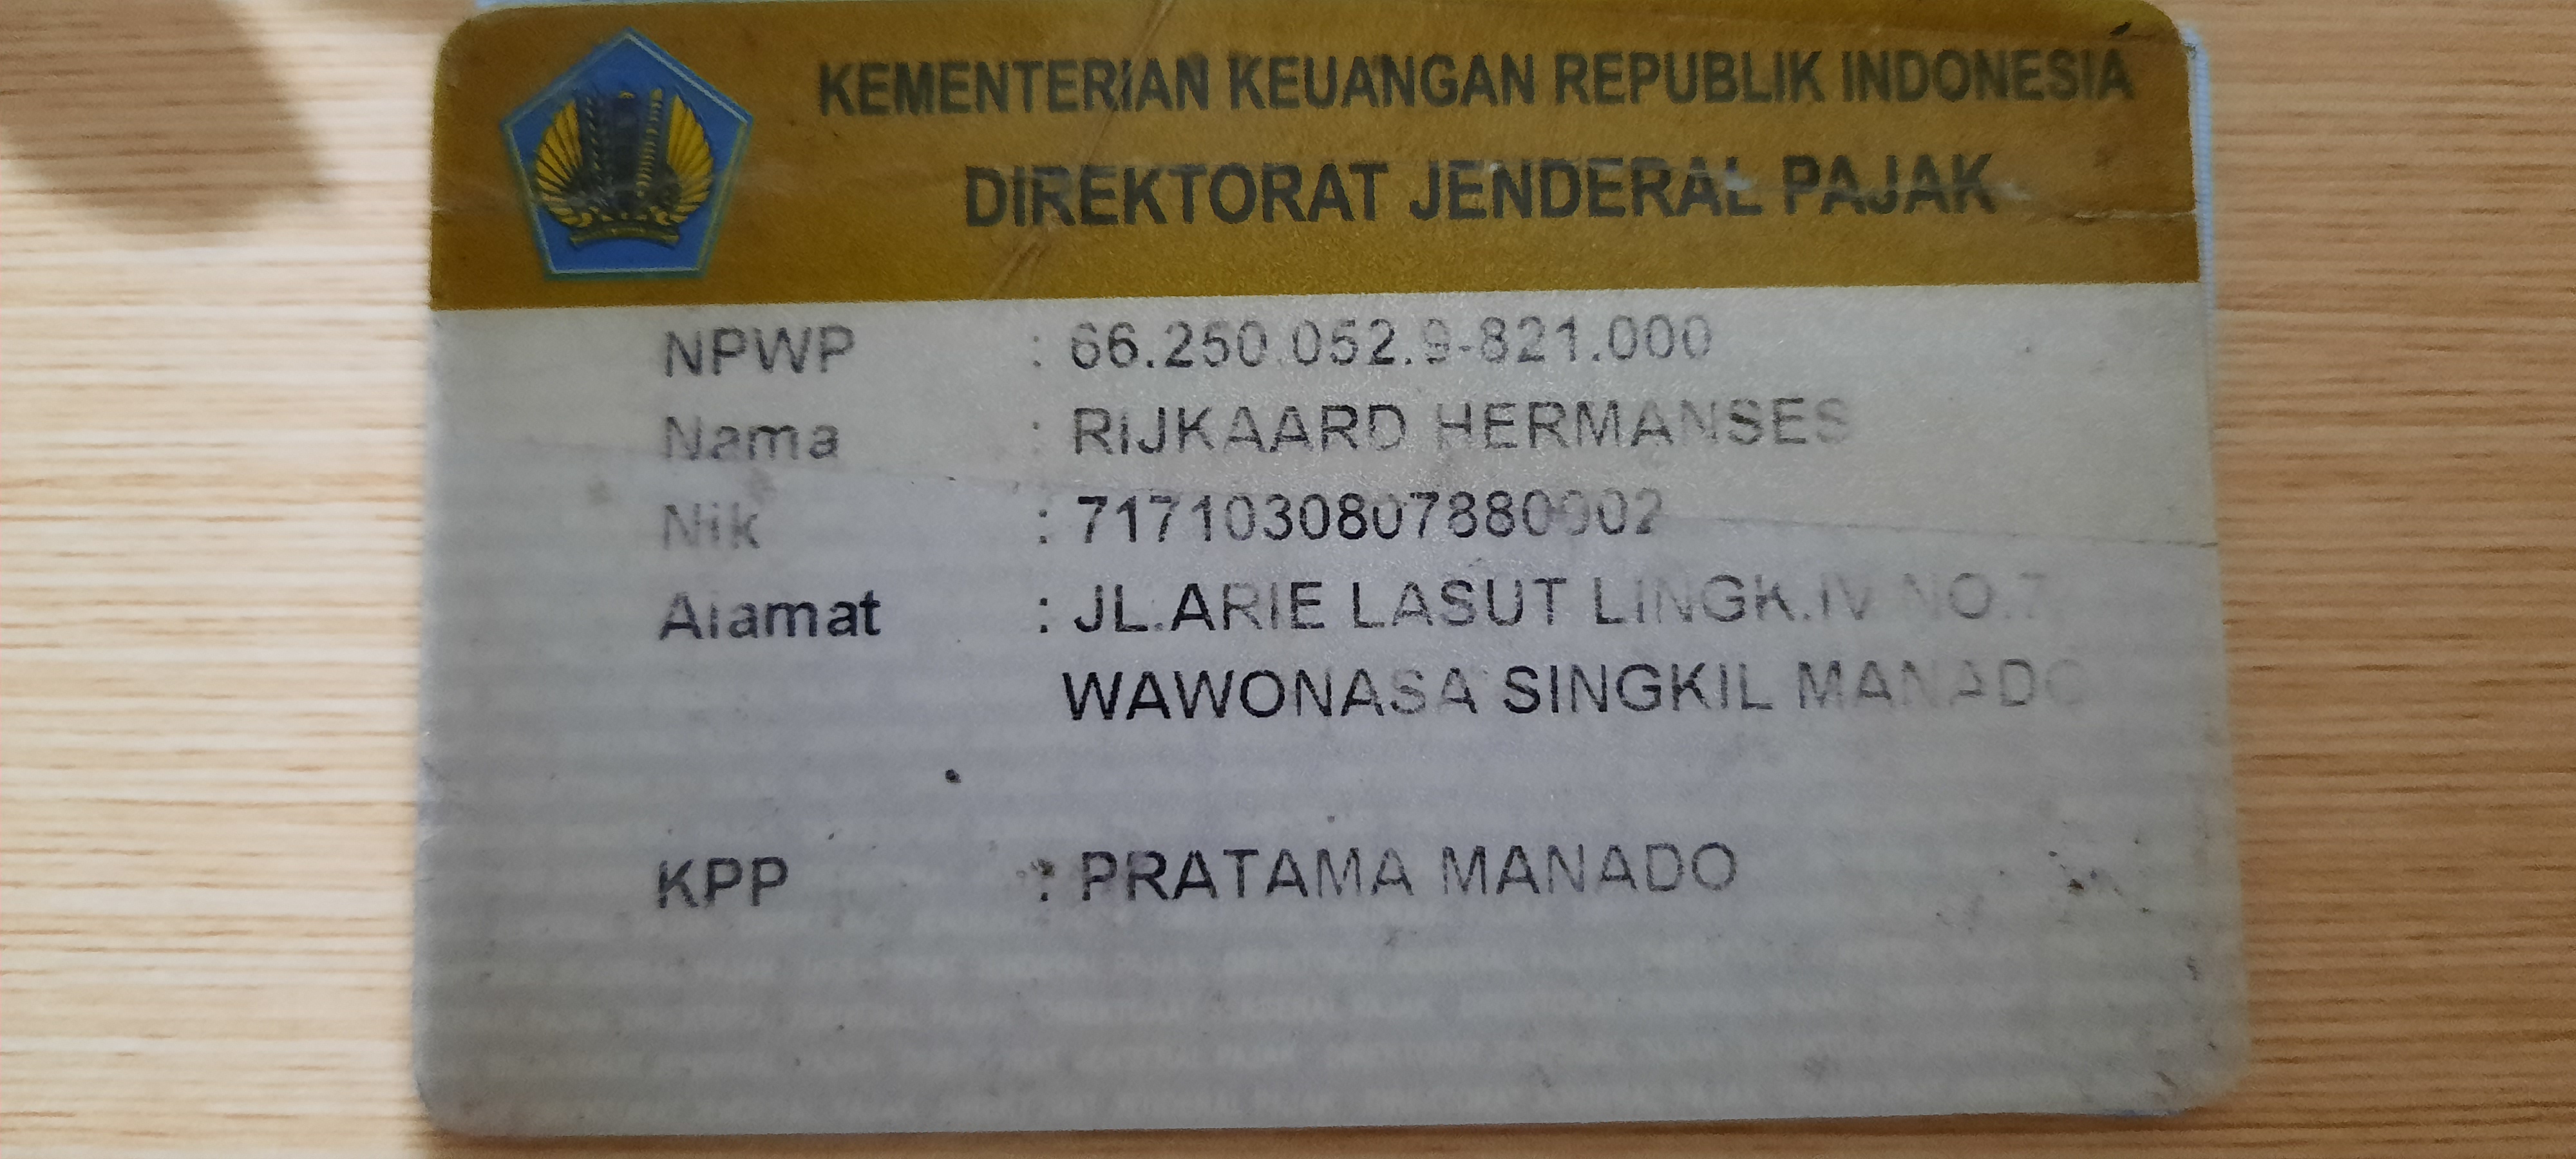 KEMENTERIAN KEUANGAN REPUBLIK INDONESIA
DIREKTORAT JENDERAL PAJAK
NPWP : 66.250.052.9-821.000
Nama : RIJKAARD HERMANSES
Nik : 7171030807880002
Alamat : JL.ARIE LASUT LINGK.IV NO.7
WAWONASA SINGKIL MANADO
KPP : PRATAMA MANADO